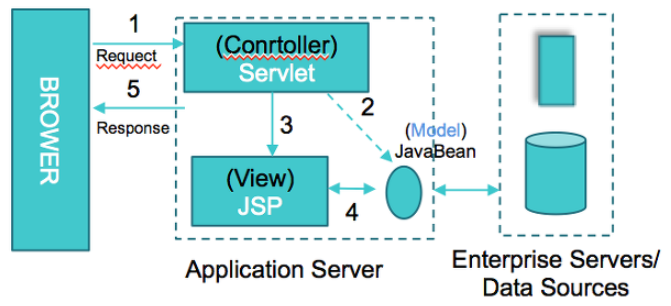 BROWER
1
Requect
5
Response
(Conrtoller)
Servlet
2
3
(Model)
JavaBean
(View)
JSP
4
Application Server
Enterprise Servers/
Data Sources